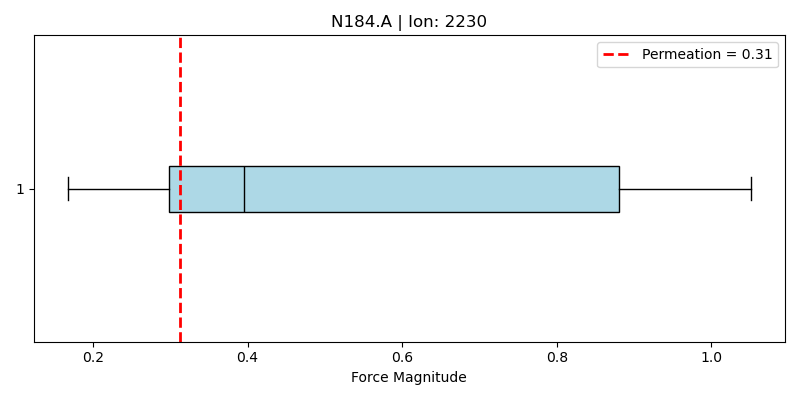 N184.A | Ion: 2230
Permeation = 0.31
1
0.2 0.4 0.6 0.8 1.0
Force Magnitude